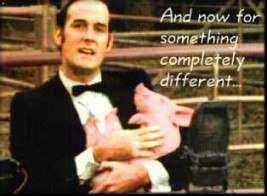 And now for
something
completely
different...